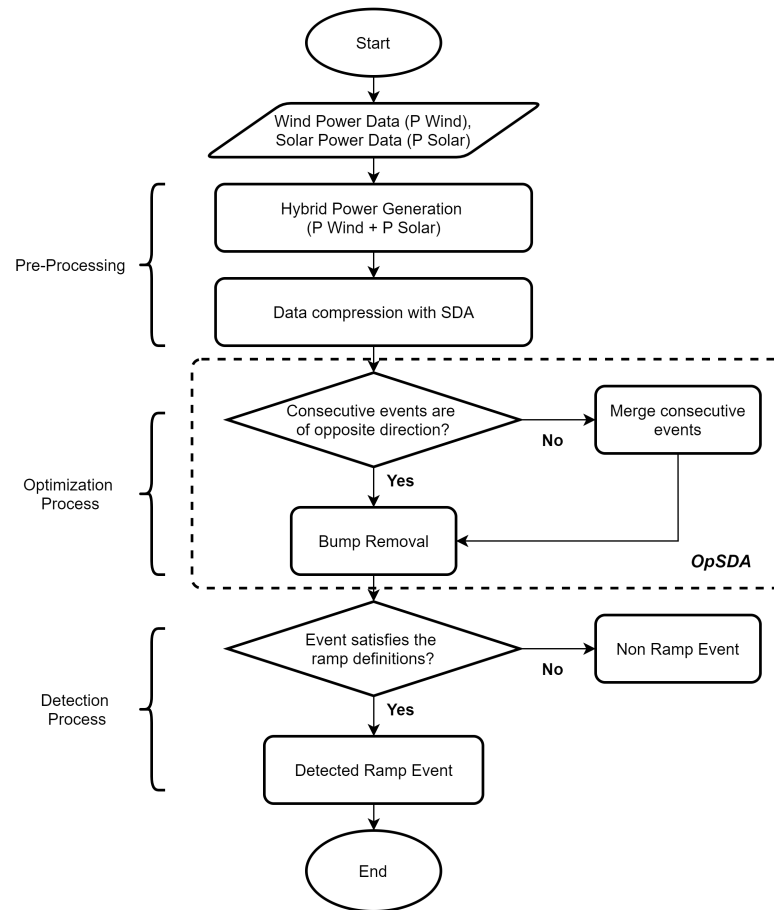 Start
Wind Power Data (P Wind),
Solar Power Data (P Solar)
Pre-Processing
Hybrid Power Generation
(P Wind + P Solar)
Data compression with SDA
Optimization
Process
Consecutive events are
of opposite direction?
No
Merge consecutive
events
Yes
Bump Removal
OpSDA
Detection
Process
Event satisfies the
ramp definitions?
No
Non Ramp Event
Yes
Detected Ramp Event
End